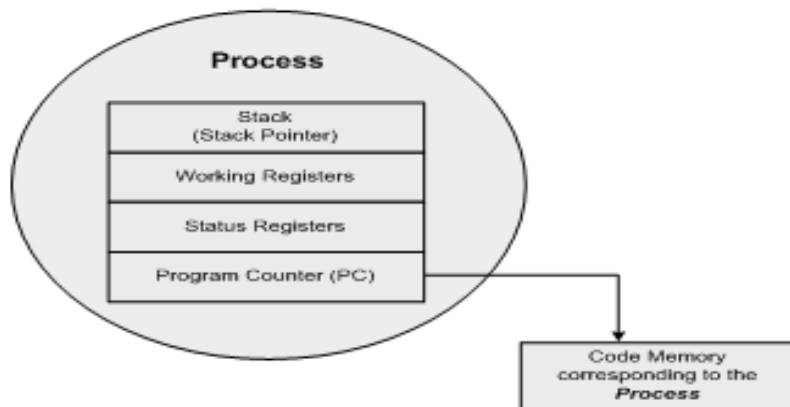 Process
Stack
(Stack Pointer)
Working Registers
Status Registers
Program Counter (PC)
Code Memory
corresponding to the
Process